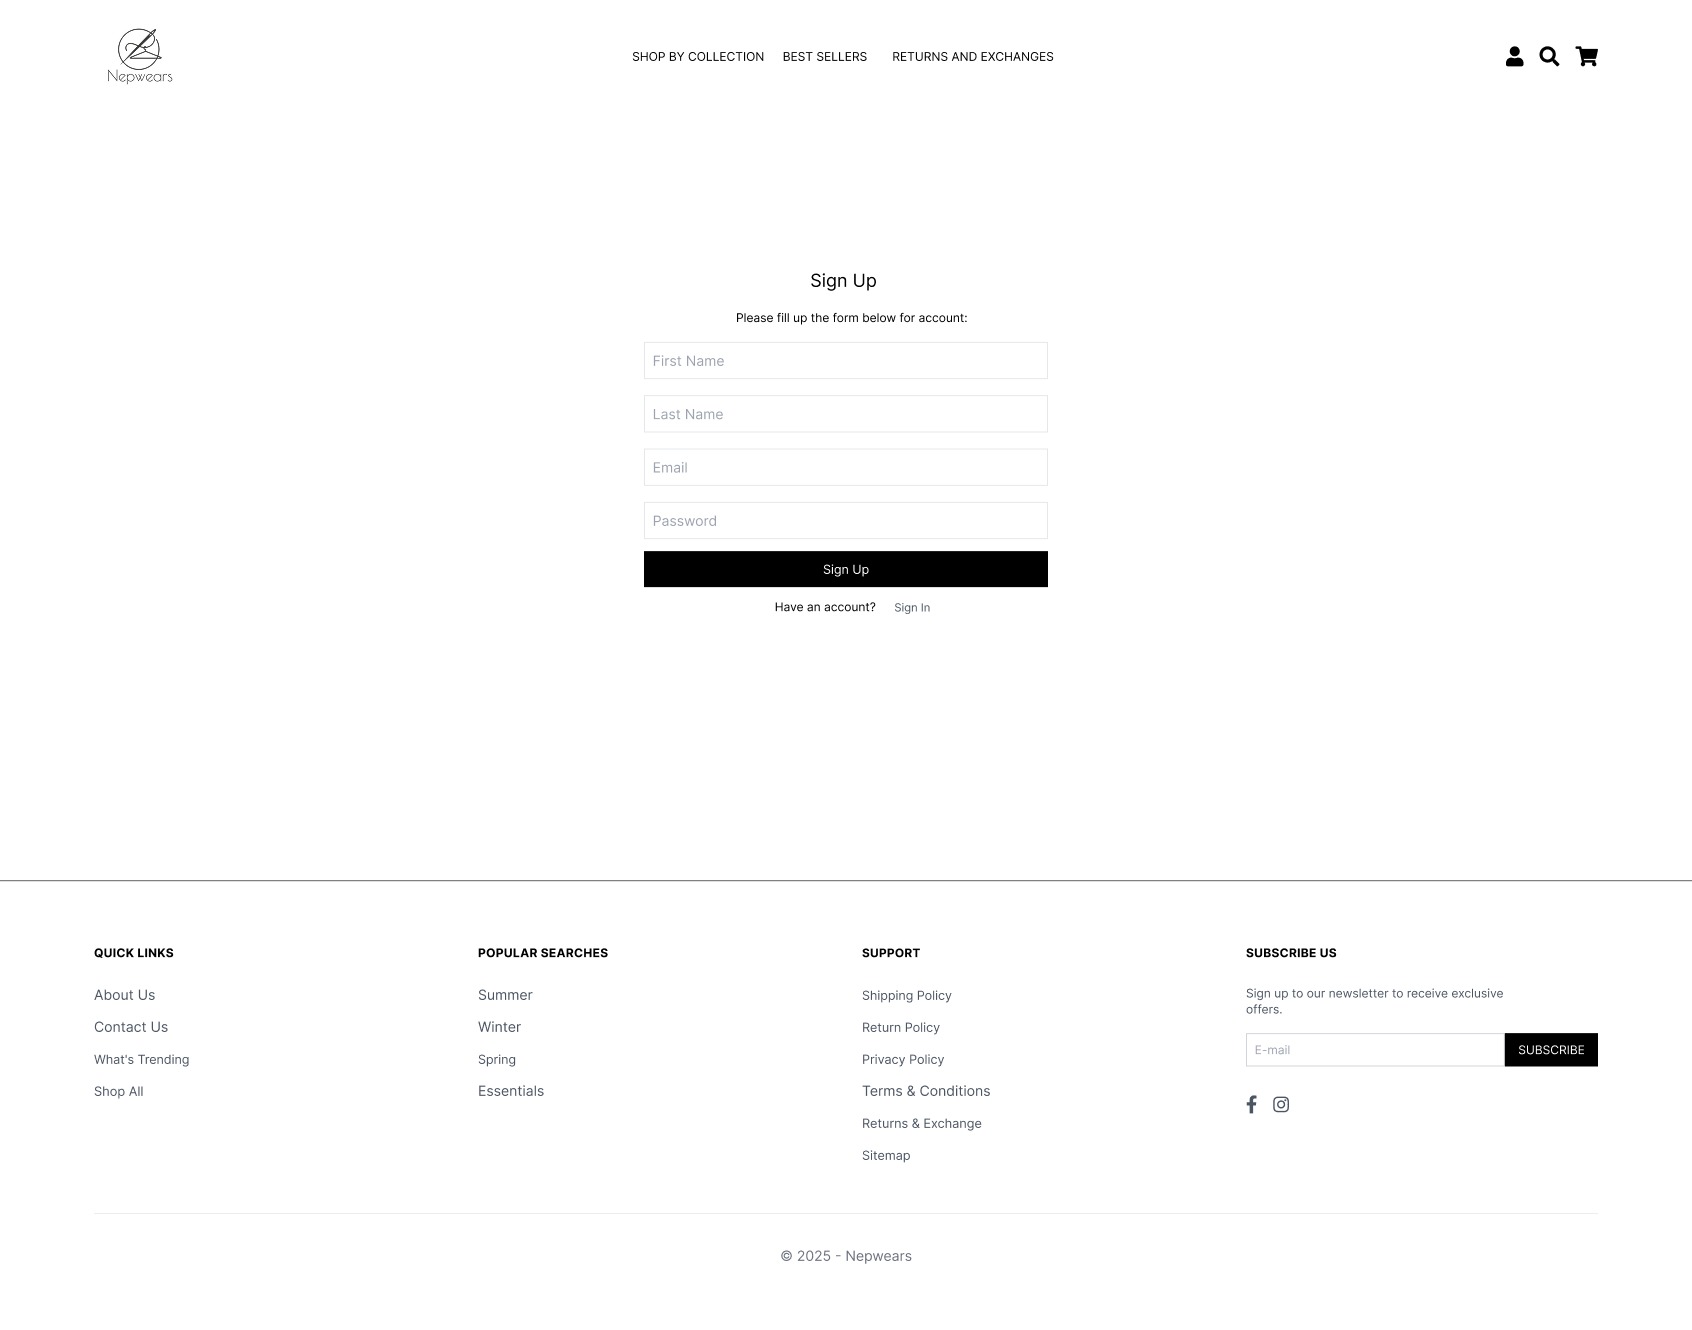 Nepwears
SHOP BY COLLECTION BEST SELLERS RETURNS AND EXCHANGES
Sign Up
Please fill up the form below for account:
First Name
Last Name
Email
Password
Sign Up
Have an account? Sign In
QUICK LINKS
About Us
Contact Us
What's Trending
Shop All
POPULAR SEARCHES
Summer
Winter
Spring
Essentials
SUPPORT
Shipping Policy
Return Policy
Privacy Policy
Terms & Conditions
Returns & Exchange
Sitemap
SUBSCRIBE US
Sign up to our newsletter to receive exclusive
offers.
E-mail SUBSCRIBE
© 2025 - Nepwears